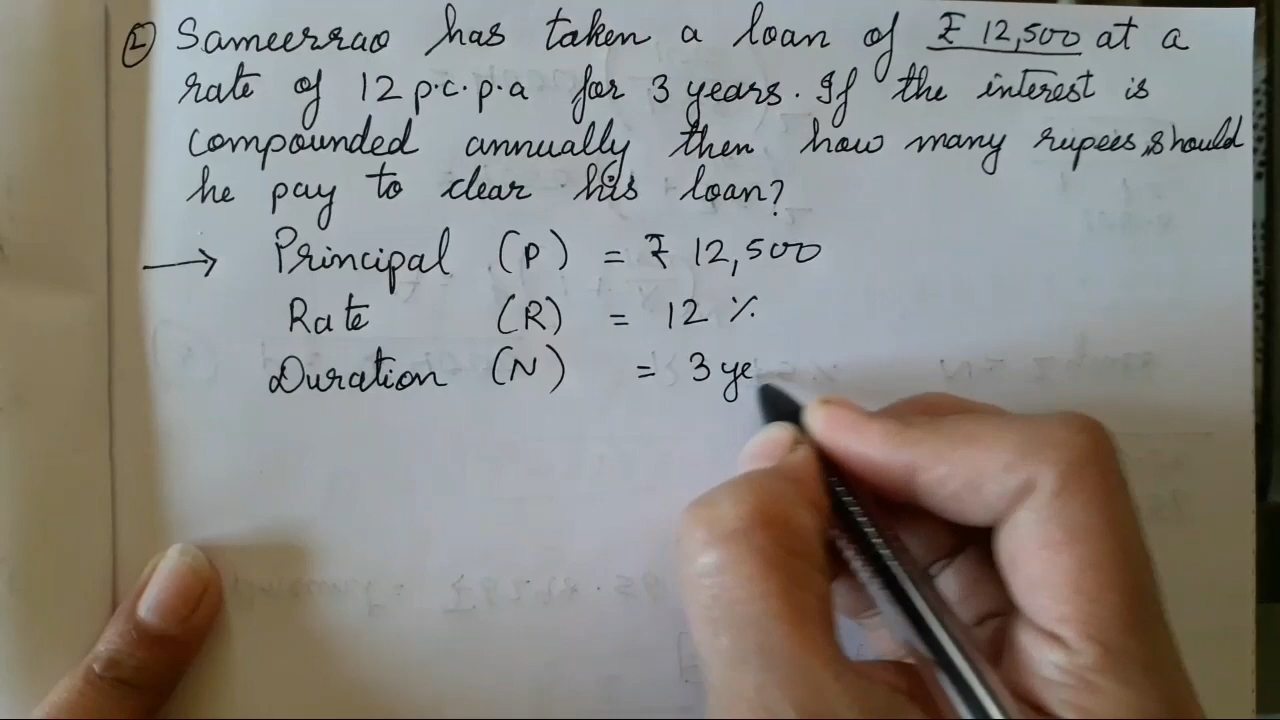 ② Sameerrao has taken a loan of ₹ 12,500 at a
rate of 12 p.c.p.a for 3 years. If the interest is
compounded annually then how many rupees should
he pay to clear his loan?
→ Principal (P) = ₹ 12,500
Rate (R) = 12 %
Duration (N) = 3 ye